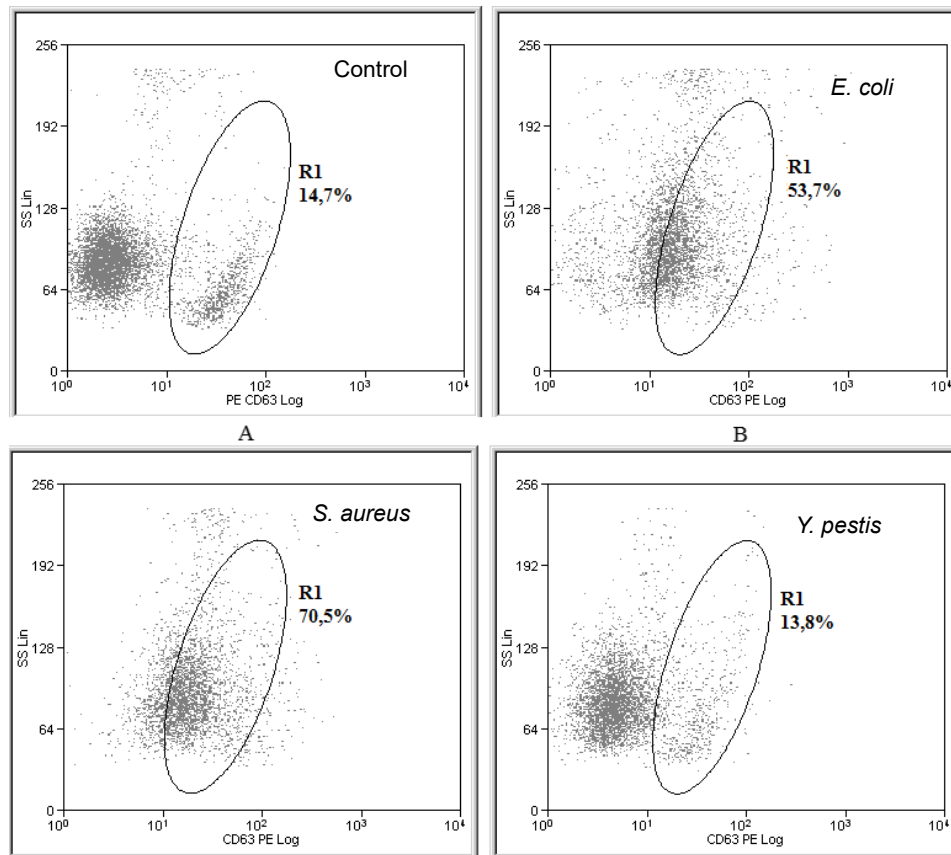 256
192
128
64
0
SS Lin
Control
R1
14,7%
10⁰ 10¹ 10² 10³ 10⁴
PE CD63 Log
A
256
192
128
64
0
SS Lin
E. coli
R1
53,7%
10⁰ 10¹ 10² 10³ 10⁴
CD63 PE Log
B
256
192
128
64
0
SS Lin
S. aureus
R1
70,5%
10⁰ 10¹ 10² 10³ 10⁴
CD63 PE Log
256
192
128
64
0
SS Lin
Y. pestis
R1
13,8%
10⁰ 10¹ 10² 10³ 10⁴
CD63 PE Log